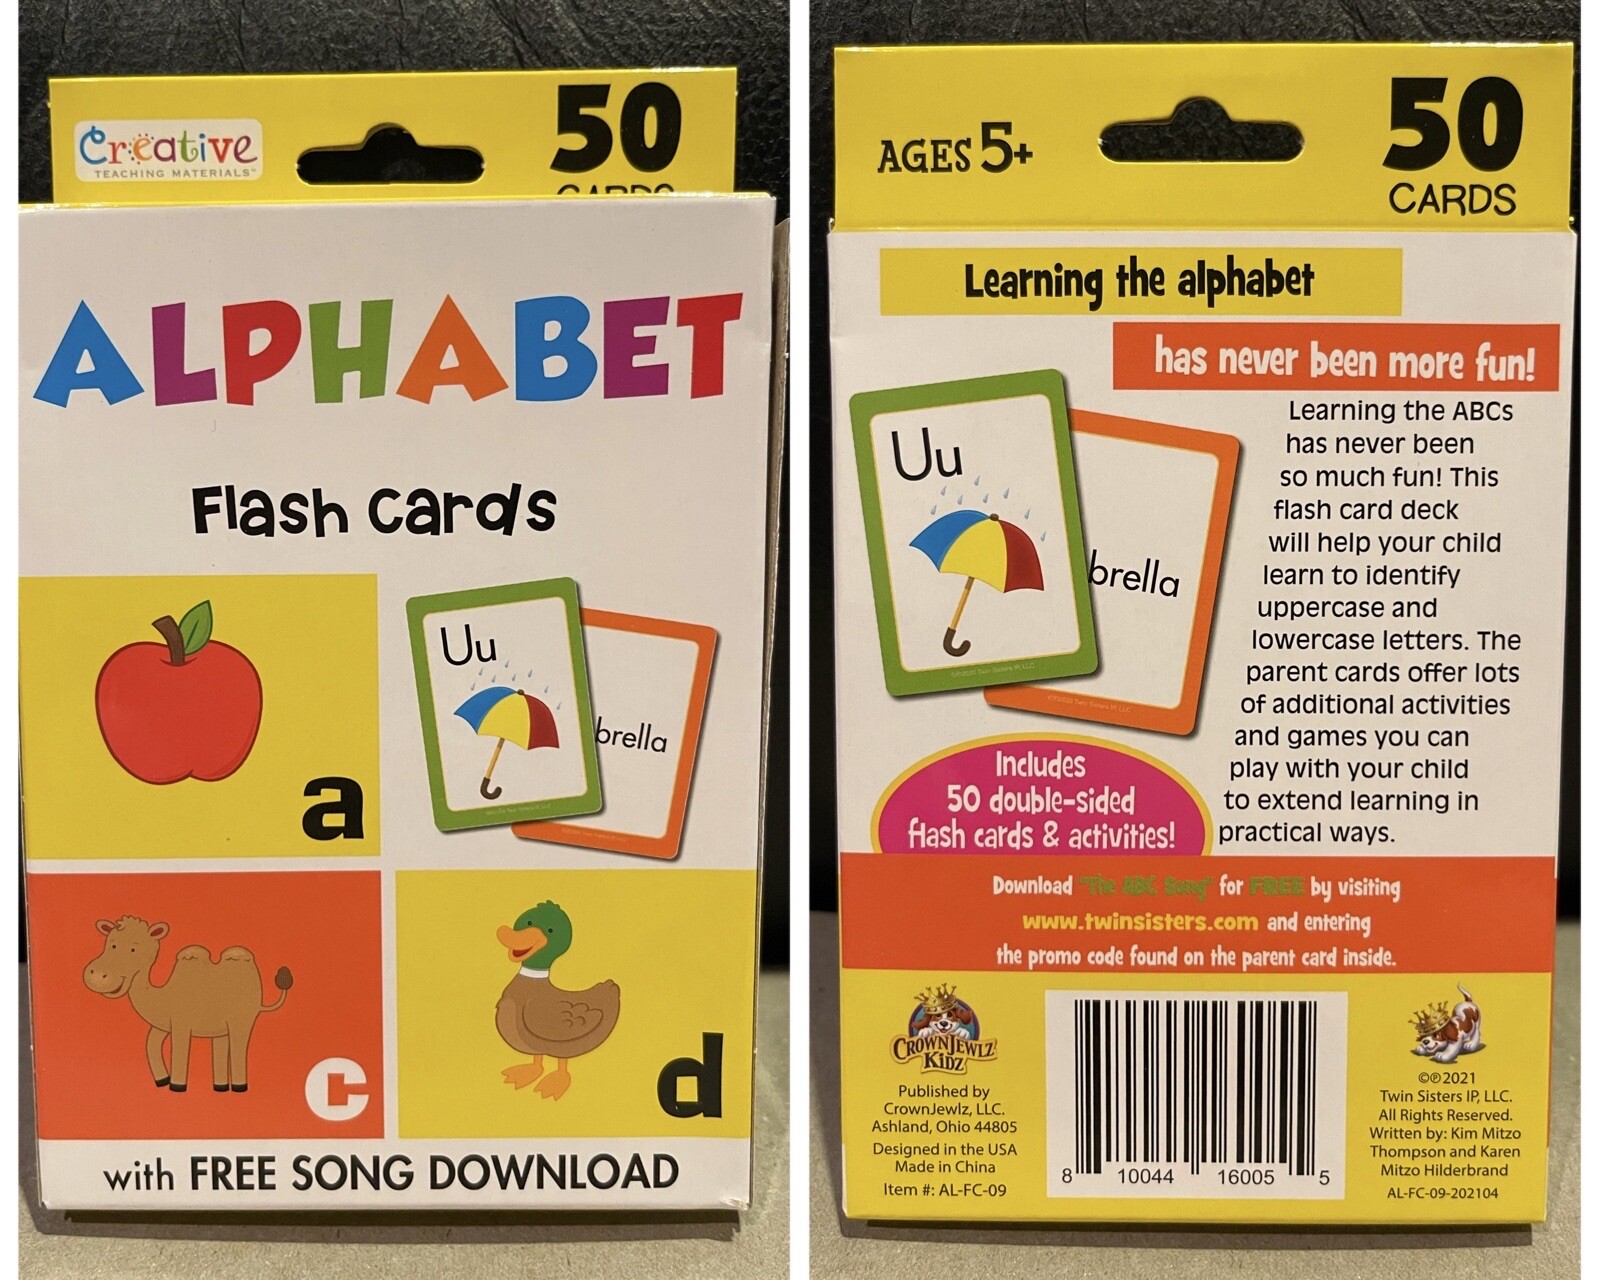 Creative
TEACHING MATERIALS™
50
CARDS
ALPHABET
Flash Cards
a
Uu
brella
c
d
with FREE SONG DOWNLOAD
AGES 5+
50
CARDS
Learning the alphabet
has never been more fun!
Uu
brella
Learning the ABCs
has never been
so much fun! This
flash card deck
will help your child
learn to identify
uppercase and
lowercase letters. The
parent cards offer lots
of additional activities
and games you can
play with your child
to extend learning in
practical ways.
Includes
50 double-sided
flash cards & activities!
Download "The ABC Song" for FREE by visiting
www.twinsisters.com and entering
the promo code found on the parent card inside.
CROWNJEWLZ
KIDZ
Published by
CrownJewlz, LLC.
Ashland, Ohio 44805
Designed in the USA
Made in China
Item #: AL-FC-09
8 10044 16005 5
©℗2021
Twin Sisters IP, LLC.
All Rights Reserved.
Written by: Kim Mitzo
Thompson and Karen
Mitzo Hilderbrand
AL-FC-09-202104